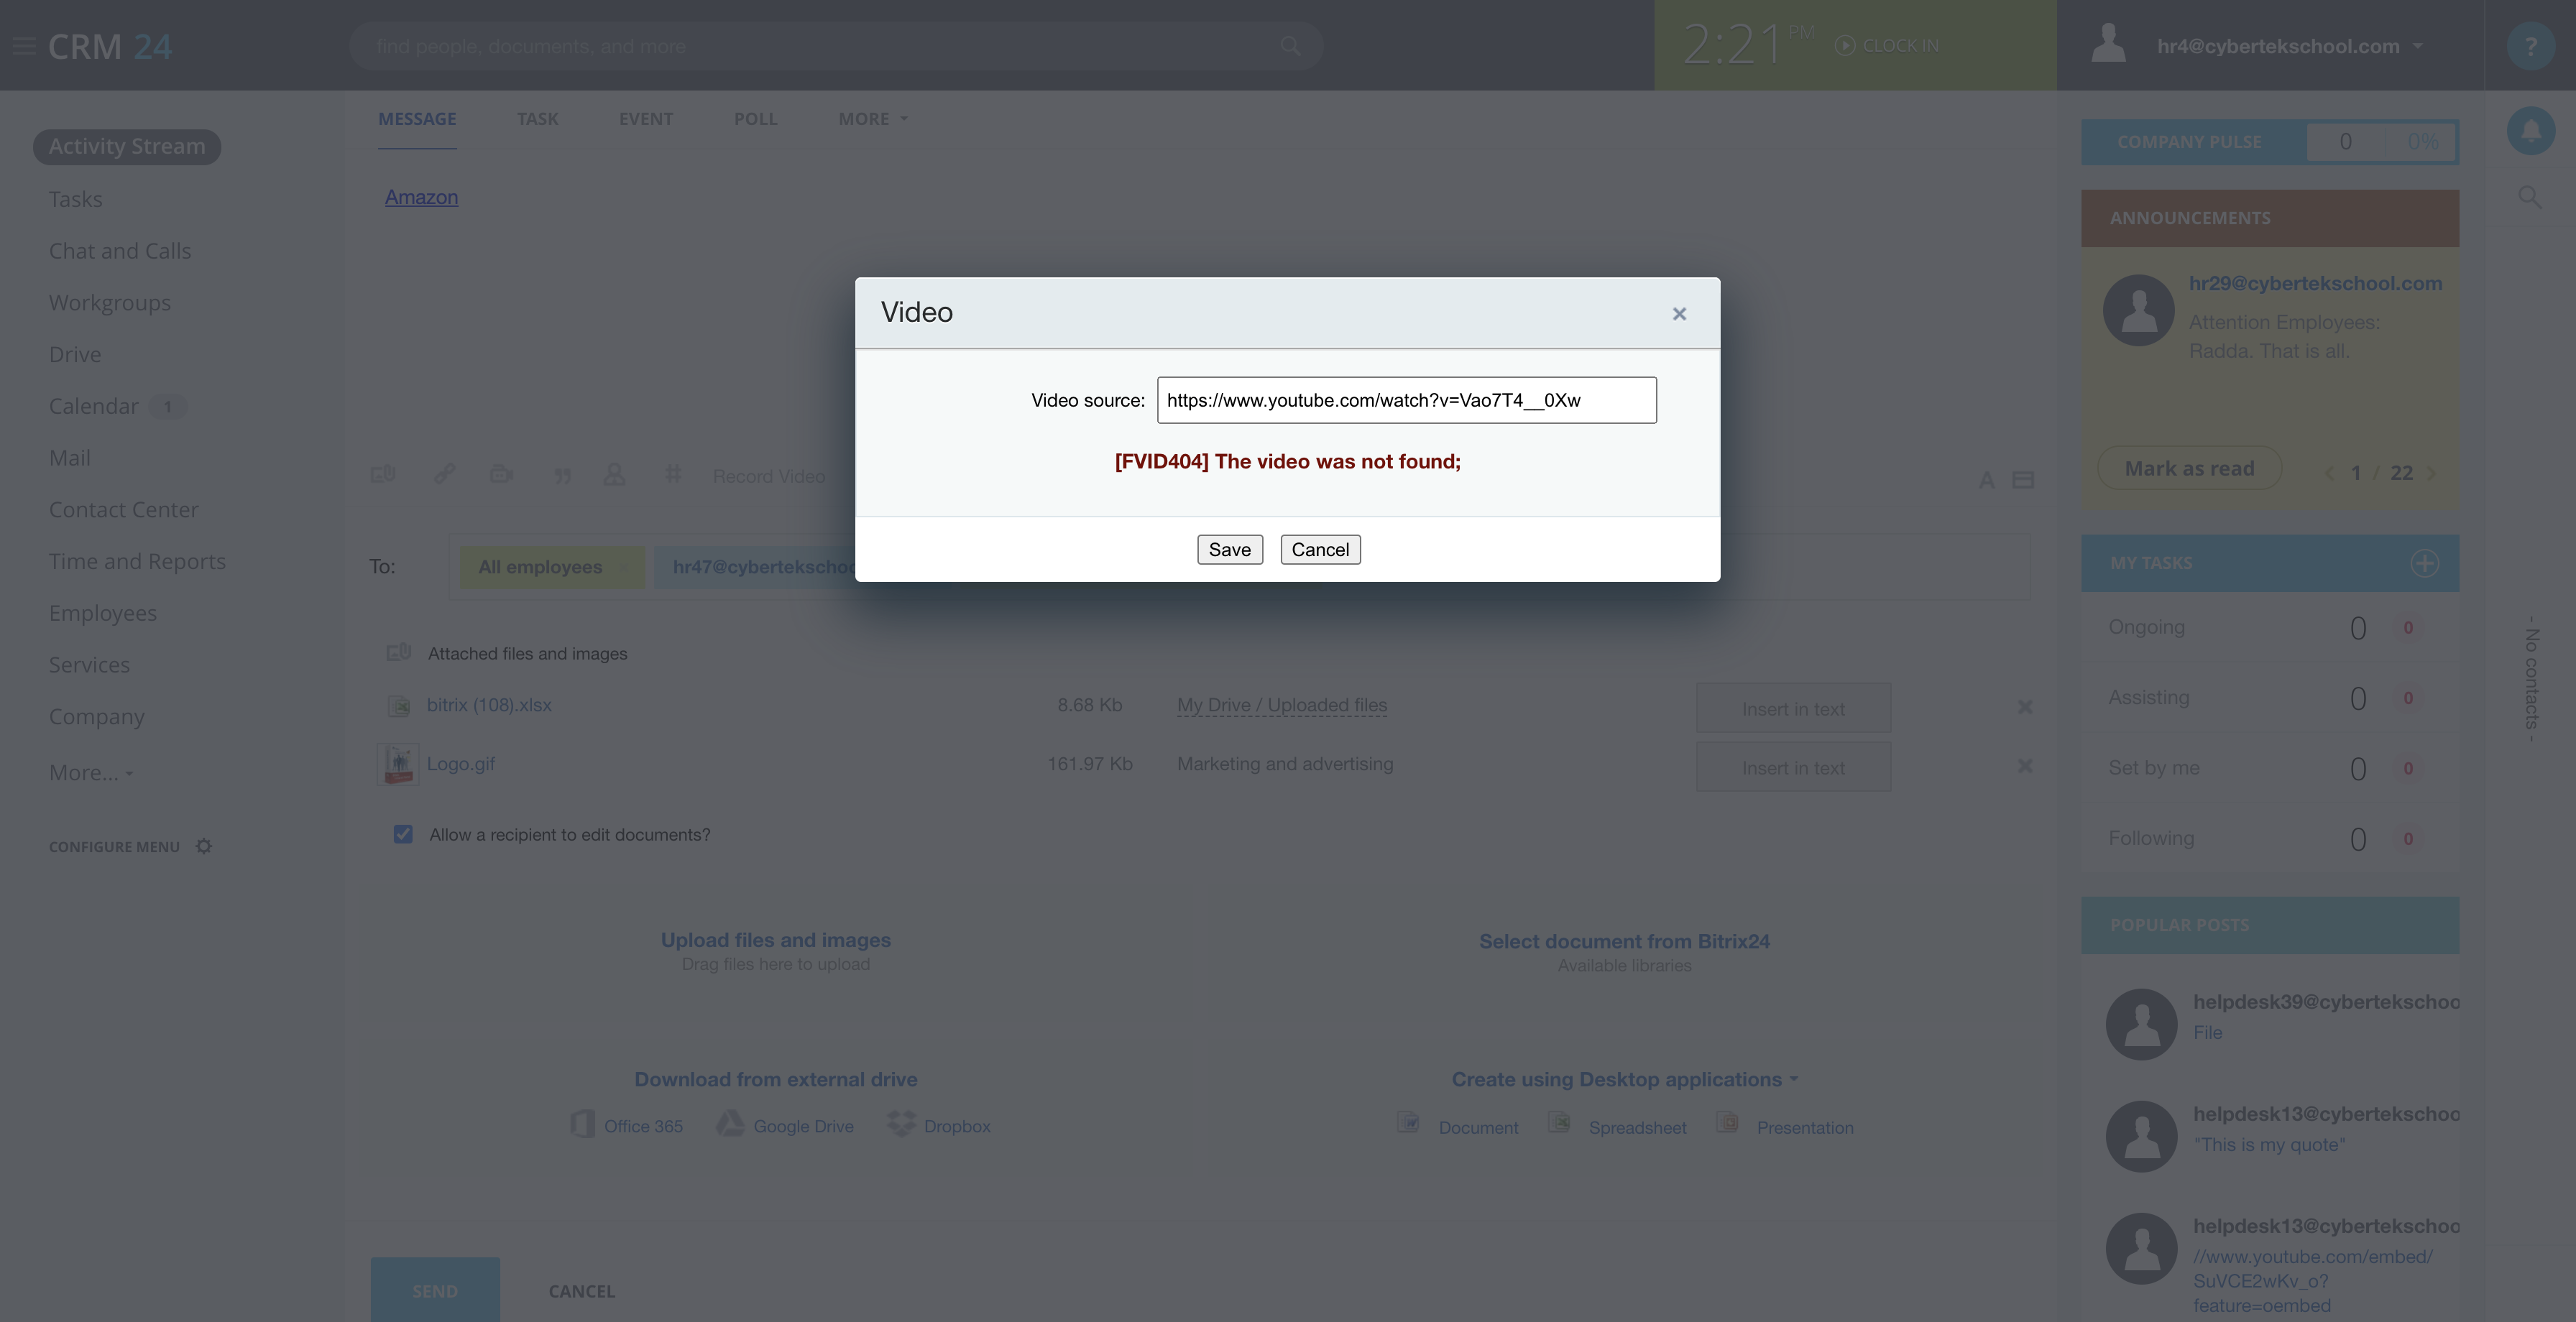 CRM 24
find people, documents, and more
2:21 PM
CLOCK IN
hr4@cybertekschool.com
?
Activity Stream
Tasks
Chat and Calls
Workgroups
Drive
Calendar 1
Mail
Contact Center
Time and Reports
Employees
Services
Company
More...
CONFIGURE MENU
MESSAGE TASK EVENT POLL MORE
Amazon
Record Video
A
To: All employees hr47@cybertekschoo
Video
×
Video source: https://www.youtube.com/watch?v=Vao7T4__0Xw
[FVID404] The video was not found;
Save Cancel
Attached files and images
bitrix (108).xlsx 8.68 Kb My Drive / Uploaded files Insert in text
Logo.gif 161.97 Kb Marketing and advertising Insert in text
Allow a recipient to edit documents?
Upload files and images
Drag files here to upload
Select document from Bitrix24
Available libraries
Download from external drive
Office 365 Google Drive Dropbox
Create using Desktop applications
Document Spreadsheet Presentation
SEND CANCEL
COMPANY PULSE 0 0%
ANNOUNCEMENTS
hr29@cybertekschool.com
Attention Employees:
Radda. That is all.
Mark as read 1 / 22
MY TASKS
Ongoing 0 0
Assisting 0 0
Set by me 0 0
Following 0 0
POPULAR POSTS
helpdesk39@cybertekschoo
File
helpdesk13@cybertekschoo
"This is my quote"
helpdesk13@cybertekschoo
//www.youtube.com/embed/
SuVCE2wKv_o?
feature=oembed
- No contacts -